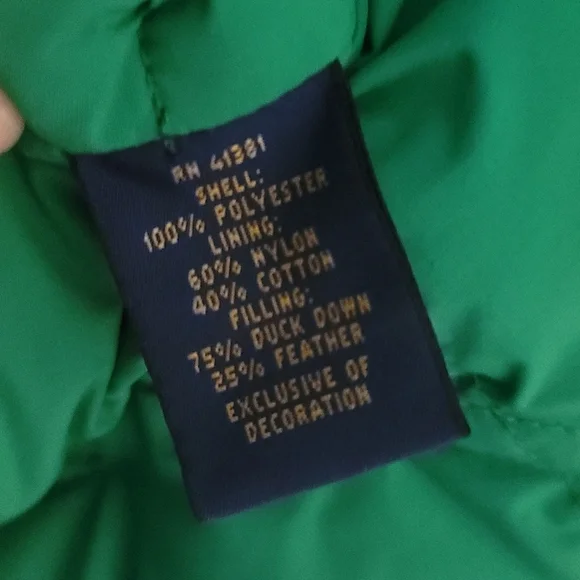 RN 41381
SHELL:
100% POLYESTER
LINING:
60% NYLON
40% COTTON
FILLING:
75% DUCK DOWN
25% FEATHER
EXCLUSIVE OF
DECORATION